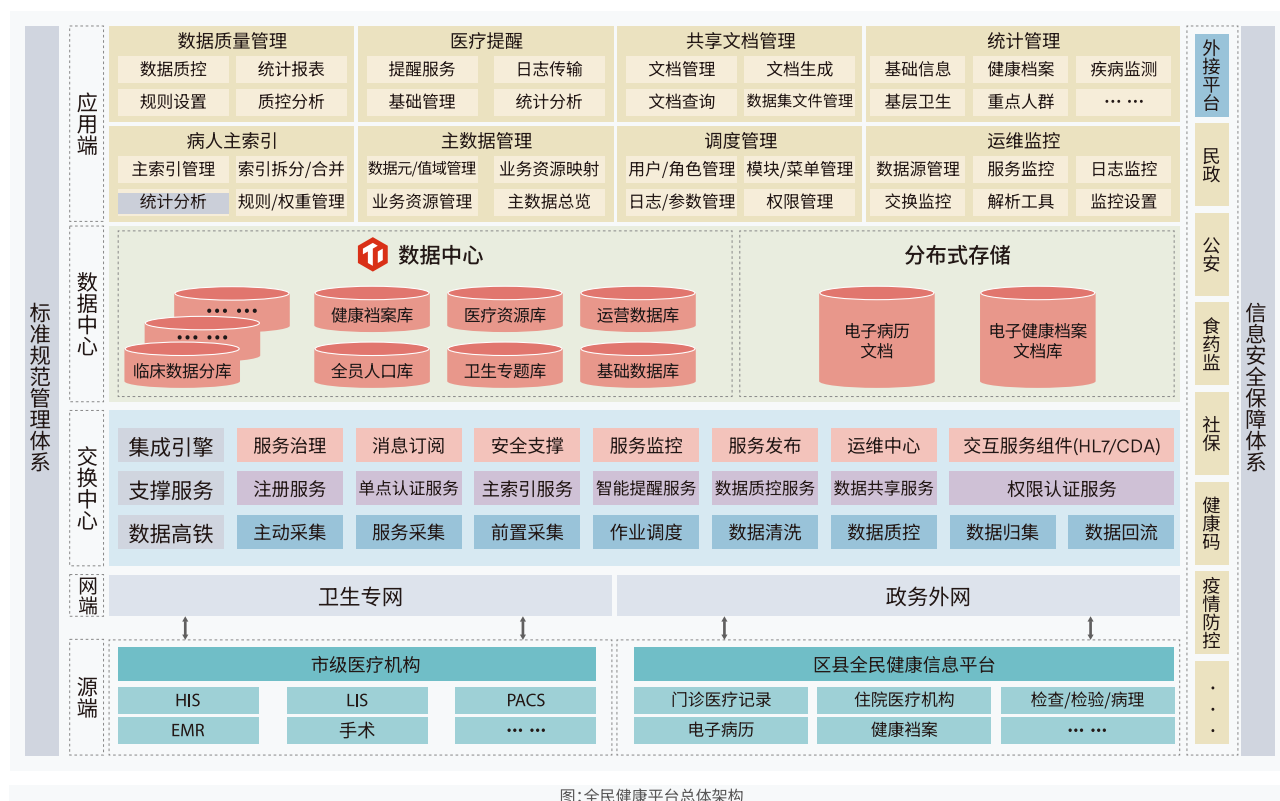 标准规范管理体系
应用端
数据质量管理
数据质控
统计报表
规则设置
质控分析
医疗提醒
提醒服务
日志传输
基础管理
统计分析
共享文档管理
文档管理
文档生成
文档查询
数据集文件管理
统计管理
基础信息
健康档案
疾病监测
基层卫生
重点人群
… …
病人主索引
主索引管理
索引拆分/合并
统计分析
规则/权重管理
主数据管理
数据元/值域管理
业务资源映射
业务资源管理
主数据总览
调度管理
用户/角色管理
模块/菜单管理
日志/参数管理
权限管理
运维监控
数据源管理
服务监控
日志监控
交换监控
解析工具
监控设置
数据中心
数据中心
… …
… …
临床数据分库
健康裆案库
医疗资源库
运营数据库
全员人口库
卫生专题库
基础数据库
分布式存储
电子病历
文档
电子健康档案
文档库
交换中心
集成引擎
服务治理
消息订阅
安全支撑
服务监控
服务发布
运维中心
交互服务组件(HL7/CDA)
支撑服务
注册服务
单点认证服务
主索引服务
智能提醒服务
数据质控服务
数据共享服务
权限认证服务
数据高铁
主动采集
服务采集
前置采集
作业调度
数据清洗
数据质控
数据归集
数据回流
网端
卫生专网
政务外网
源端
市级医疗机构
HIS
LIS
PACS
EMR
手术
… …
区县全民健康信息平台
门诊医疗记录
住院医疗机构
检查/检验/病理
电子病历
健康裆案
… …
外接平台
民政
公安
食药监
社保
健康码
疫情防控
. . .
信息安全保障体系
图:全民健康平台总体架构